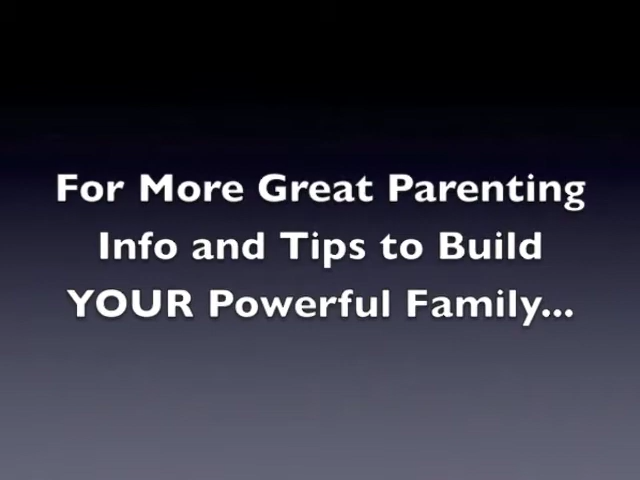 For More Great Parenting
Info and Tips to Build
YOUR Powerful Family...